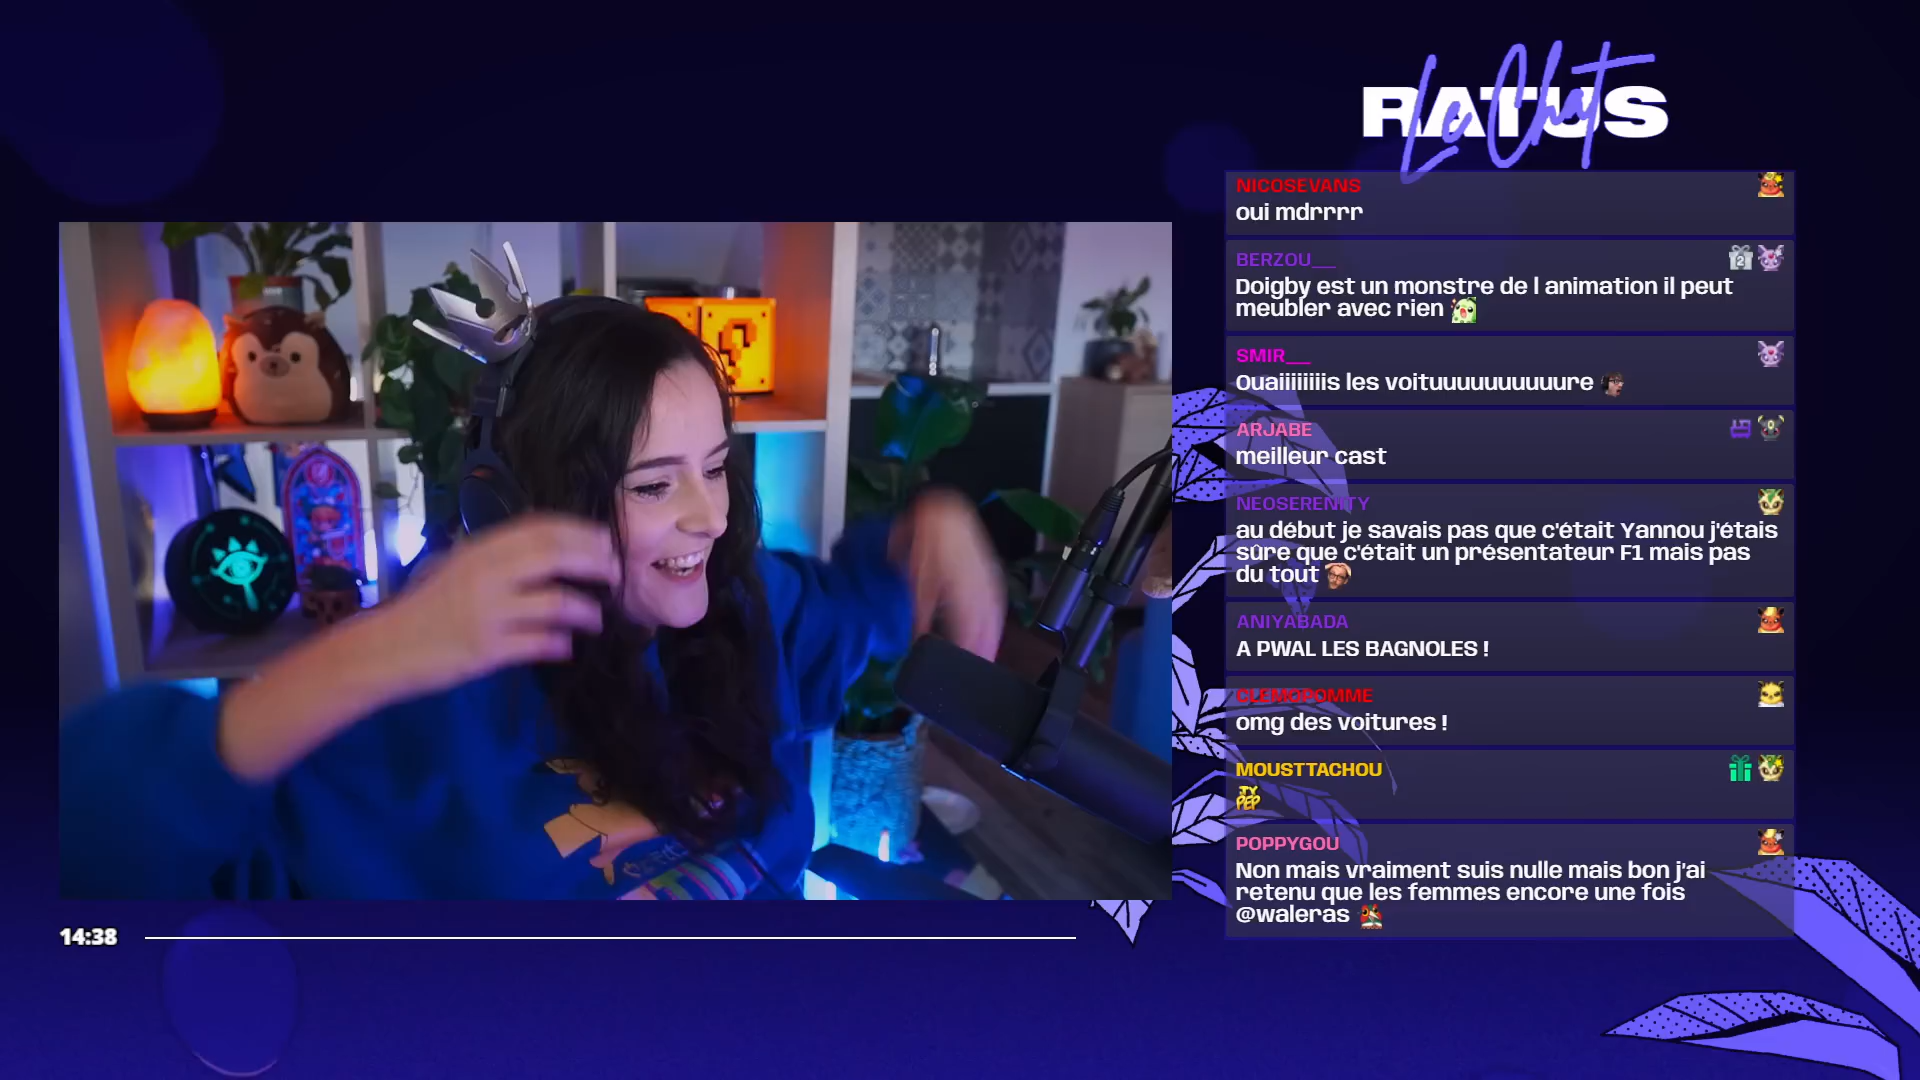 RATUS
Le Chat
NICOSEVANS
oui mdrrrr
BERZOU__
2
Doigby est un monstre de l animation il peut
meubler avec rien
SMIR__
Ouaiiiiiiiis les voituuuuuuuuuure
ARJABE
meilleur cast
NEOSERENITY
au début je savais pas que c'était Yannou j'étais
sûre que c'était un présentateur F1 mais pas
du tout
ANIYABADA
A PWAL LES BAGNOLES !
CLEMOPOMME
omg des voitures !
MOUSTTACHOU
POPPYGOU
Non mais vraiment suis nulle mais bon j'ai
retenu que les femmes encore une fois
@waleras
14:38